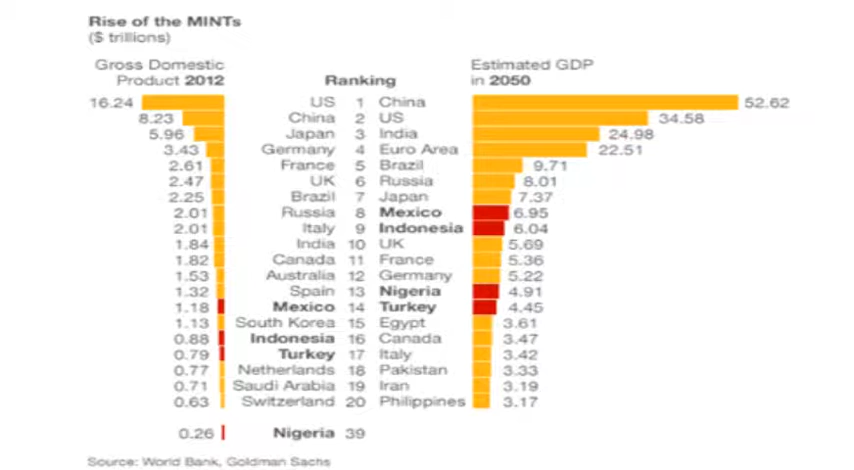 Rise of the MINTs
($ trillions)
Gross Domestic Estimated GDP
Product 2012 Ranking in 2050
16.24 US 1 China 52.62
8.23 China 2 US 34.58
5.96 Japan 3 India 24.98
3.43 Germany 4 Euro Area 22.51
2.61 France 5 Brazil 9.71
2.47 UK 6 Russia 8.01
2.25 Brazil 7 Japan 7.37
2.01 Russia 8 Mexico 6.95
2.01 Italy 9 Indonesia 6.04
1.84 India 10 UK 5.69
1.82 Canada 11 France 5.36
1.53 Australia 12 Germany 5.22
1.32 Spain 13 Nigeria 4.91
1.18 Mexico 14 Turkey 4.45
1.13 South Korea 15 Egypt 3.61
0.88 Indonesia 16 Canada 3.47
0.79 Turkey 17 Italy 3.42
0.77 Netherlands 18 Pakistan 3.33
0.71 Saudi Arabia 19 Iran 3.19
0.63 Switzerland 20 Philippines 3.17
0.26 Nigeria 39
Source: World Bank, Goldman Sachs